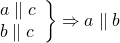 a ∥ c
b ∥ c } ⇒ a ∥ b